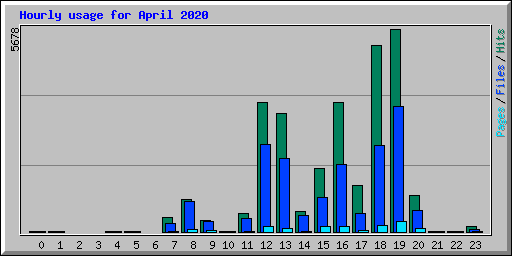 Hourly usage for April 2020
5678
Pages/Files/Hits
0 1 2 3 4 5 6 7 8 9 10 11 12 13 14 15 16 17 18 19 20 21 22 23